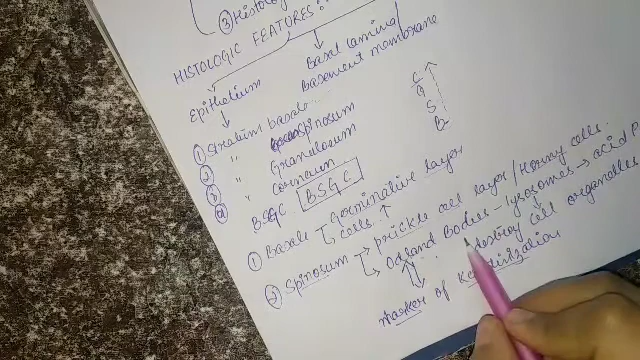 ③ Histology
HISTOLOGIC FEATURES :
Epithelium
Basal lamina
Basement membrane
① Stratum basale
② " spinosum
③ " Granulosum
④ " Corneum
BSGC BSGC
C
G
S
B
① Basale → Germinative layer
cells ↑
② Spinosum → prickle cell layer / Horny cells.
Odland Bodies - lysosomes → acid P
destroy cell organelles
marker of Keratinization